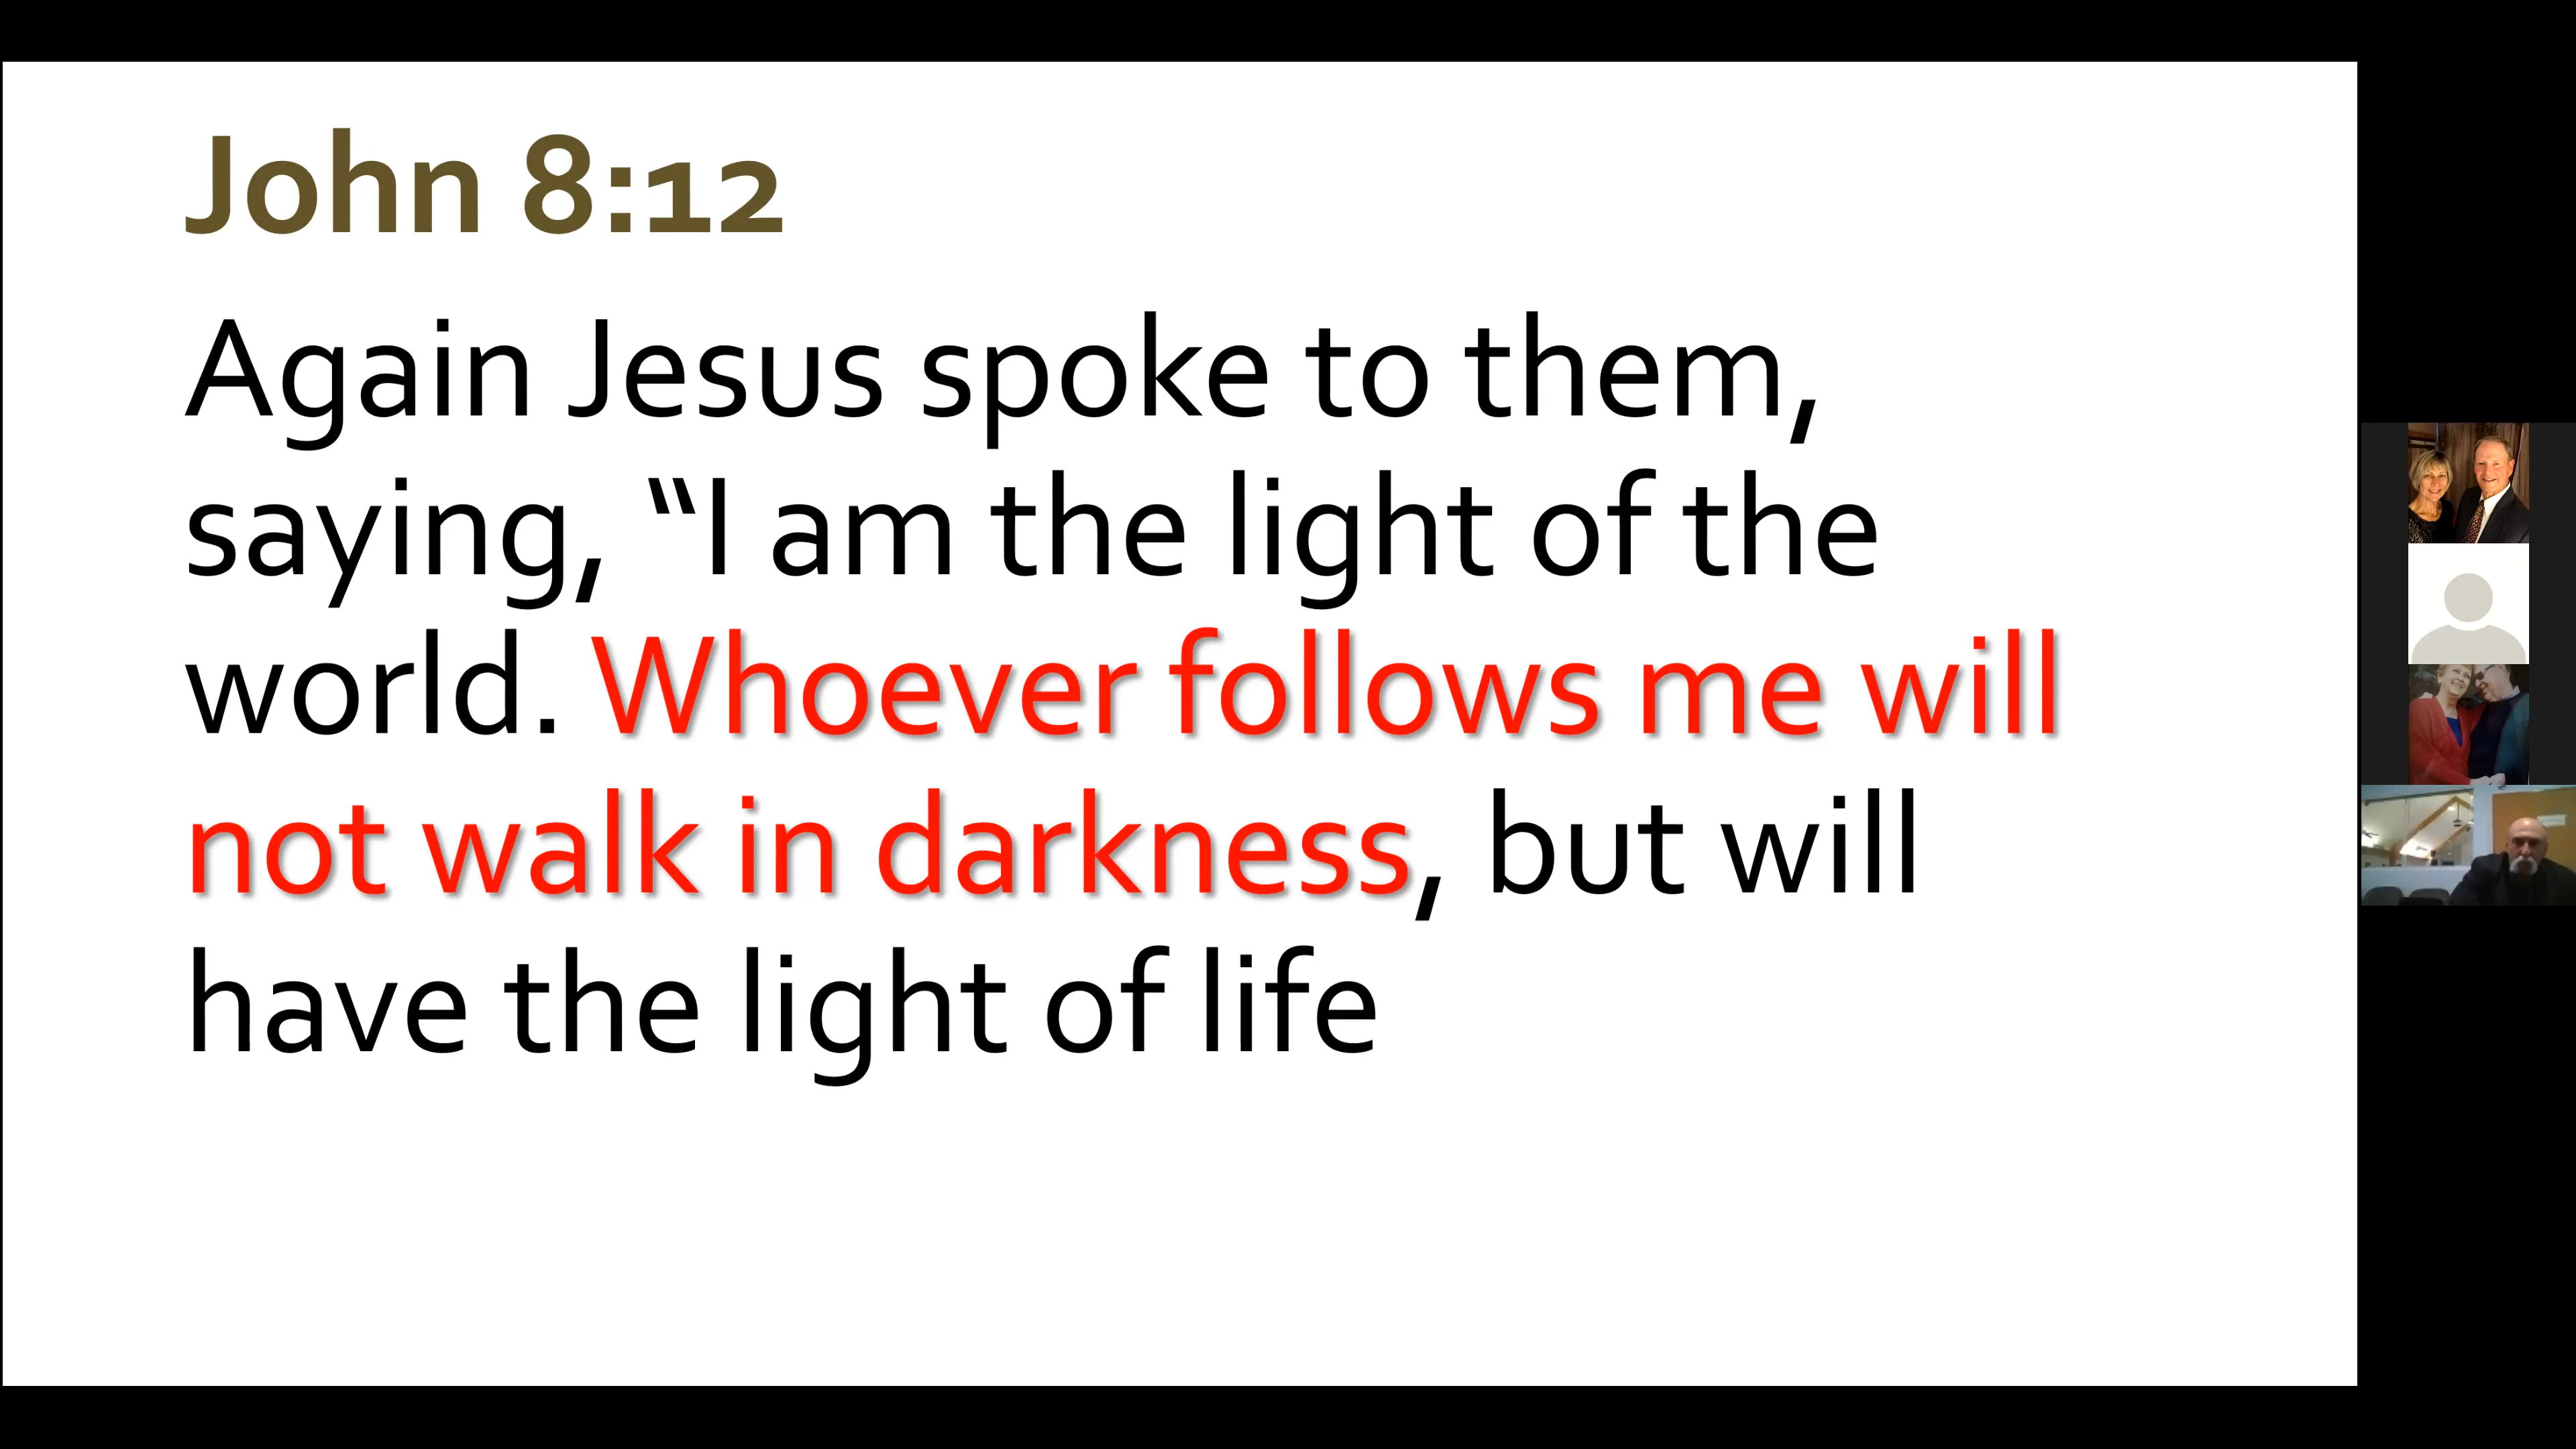 John 8:12
Again Jesus spoke to them,
saying, “I am the light of the
world. Whoever follows me will
not walk in darkness, but will
have the light of life